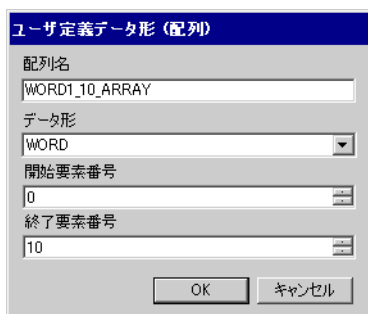 ユーザ定義データ形（配列）
配列名
WORD1_10_ARRAY
データ形
WORD
開始要素番号
0
終了要素番号
10
OK キャンセル